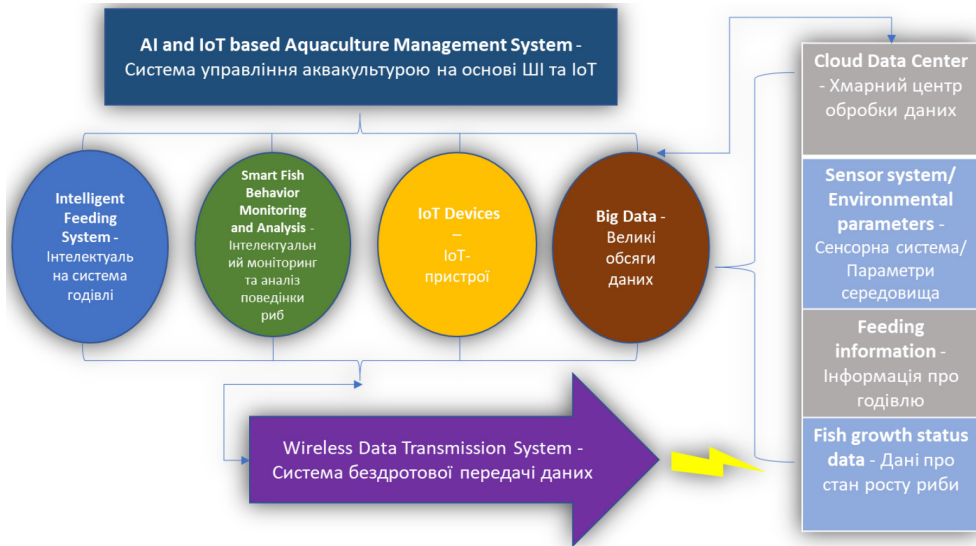 AI and IoT based Aquaculture Management System -
Система управління аквакультурою на основі ШІ та IoT
Intelligent
Feeding
System –
Інтелектуаль
на система
годівлі
Smart Fish
Behavior
Monitoring
and Analysis -
Інтелектуальн
ий моніторинг
та аналіз
поведінки
риб
IoT Devices
–
IoT-
пристрої
Big Data -
Великі
обсяги
даних
Cloud Data Center
- Хмарний центр
обробки даних
Sensor system/
Environmental
parameters -
Сенсорна система/
Параметри
середовища
Feeding
information -
Інформація про
годівлю
Fish growth status
data - Дані про
стан росту риби
Wireless Data Transmission System -
Система бездротової передачі даних